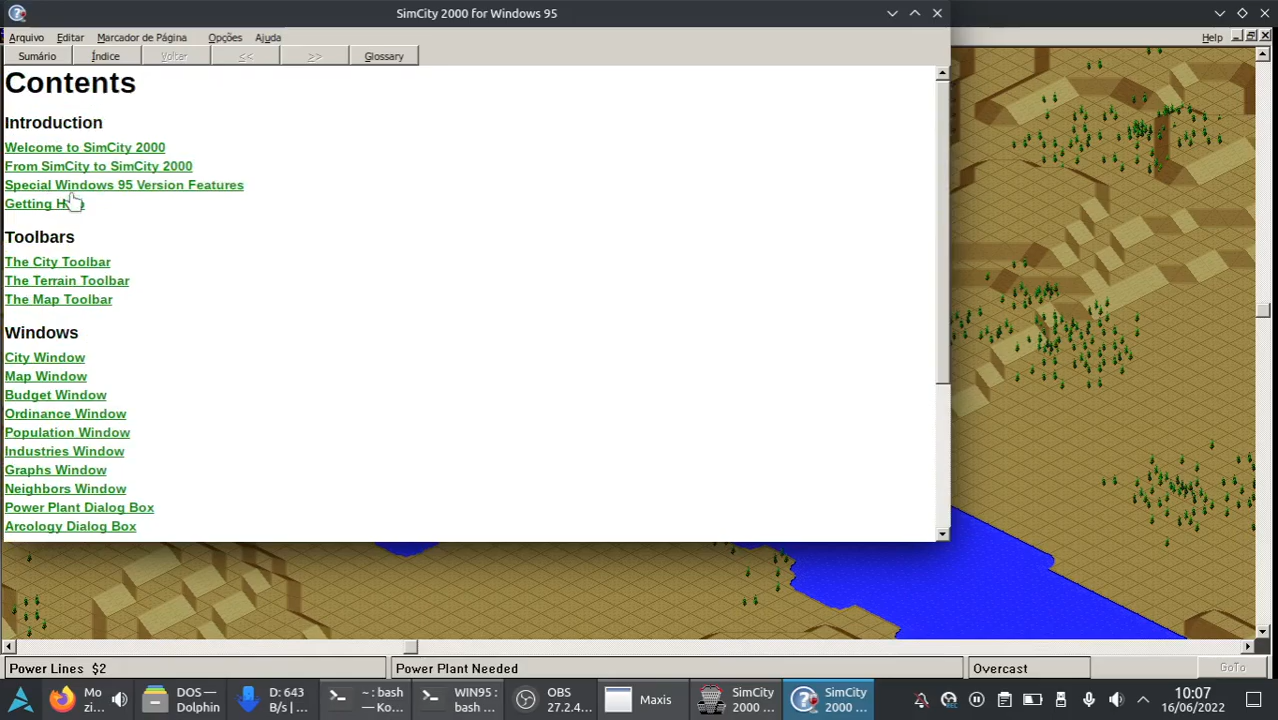 SimCity 2000 for Windows 95
Arquivo Editar Marcador de Página Opções Ajuda
Help
Sumário Índice Voltar << >> Glossary
Contents
Introduction
Welcome to SimCity 2000
From SimCity to SimCity 2000
Special Windows 95 Version Features
Getting H
Toolbars
The City Toolbar
The Terrain Toolbar
The Map Toolbar
Windows
City Window
Map Window
Budget Window
Ordinance Window
Population Window
Industries Window
Graphs Window
Neighbors Window
Power Plant Dialog Box
Arcology Dialog Box
Power Lines $2
Power Plant Needed
Overcast
GoTo
Mo
zi...
DOS —
Dolphin
D: 643
B/s | ...
~ : bash
— Ko...
WIN95 :
bash ...
OBS
27.2.4...
Maxis
SimCity
2000 ...
SimCity
2000 ...
10:07
16/06/2022